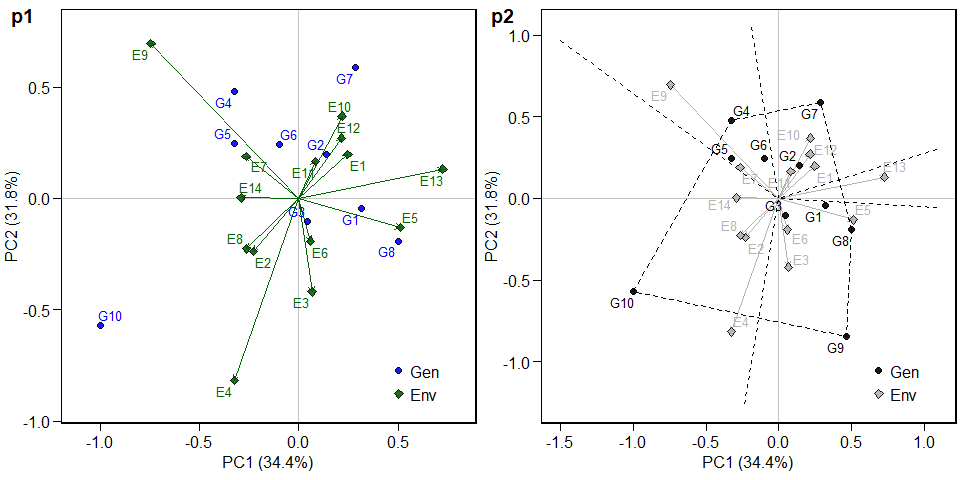 p1
E9
G7
G4
E10
E12
G5
G6
G2
E7
E11
E1
E13
E14
G3
G1
E5
E8
E2
E6
G8
E3
G10
E4
Gen
Env
0.5
0.0
-0.5
-1.0
PC2 (31.8%)
-1.0
-0.5
0.0
0.5
PC1 (34.4%)
p2
E9
G4
G7
E10
G5
G6
E12
G2
E7
E11
E1
E13
E14
G3
G1
E5
E8
E2
E6
G8
E3
G10
E4
G9
Gen
Env
1.0
0.5
0.0
-0.5
-1.0
PC2 (31.8%)
-1.5
-1.0
-0.5
0.0
0.5
1.0
PC1 (34.4%)